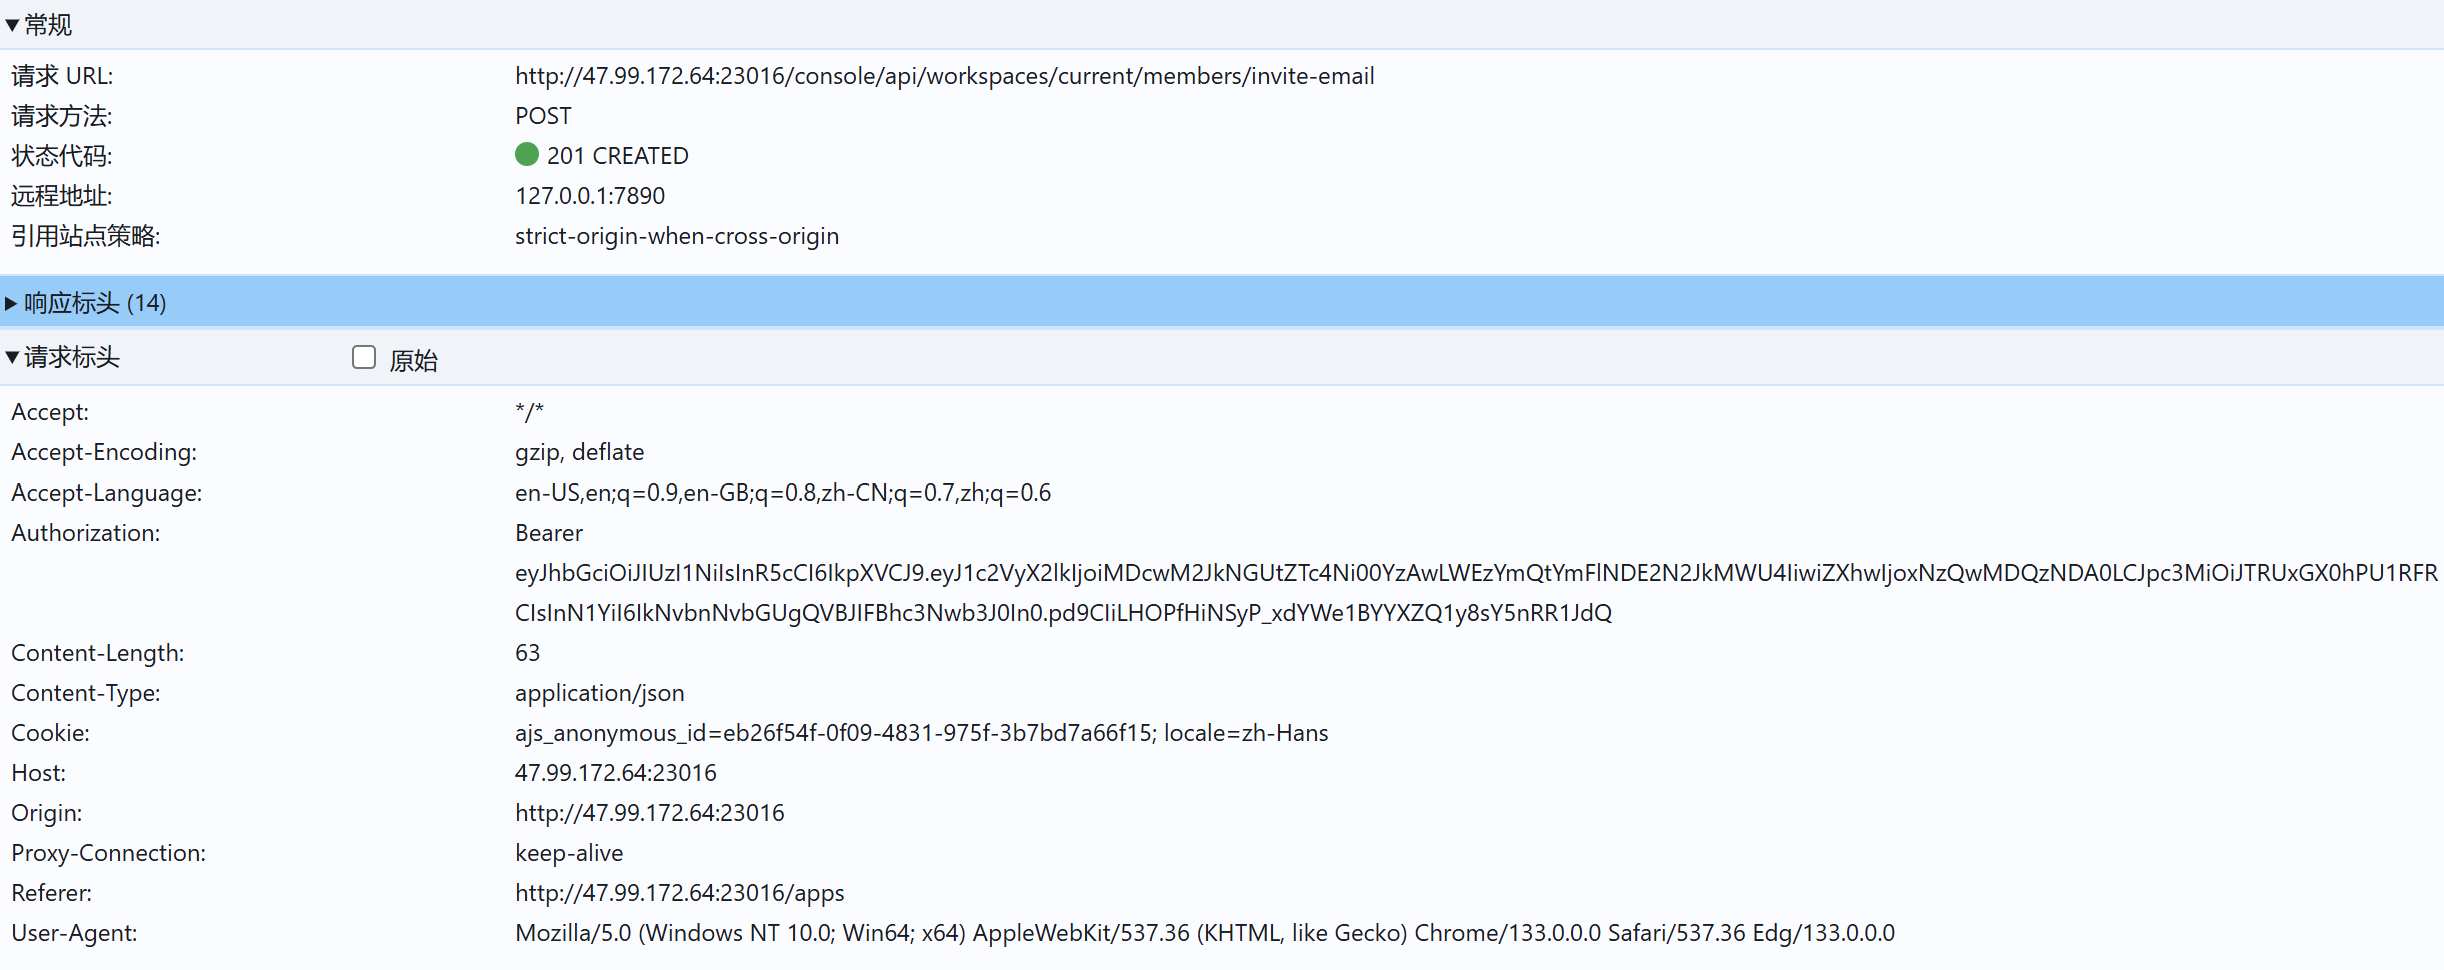 常规
请求 URL: http://47.99.172.64:23016/console/api/workspaces/current/members/invite-email
请求方法: POST
状态代码: 201 CREATED
远程地址: 127.0.0.1:7890
引用站点策略: strict-origin-when-cross-origin
响应标头 (14)
请求标头 原始
Accept: */*
Accept-Encoding: gzip, deflate
Accept-Language: en-US,en;q=0.9,en-GB;q=0.8,zh-CN;q=0.7,zh;q=0.6
Authorization: Bearer
eyJhbGciOiJIUzI1NiIsInR5cCI6IkpXVCJ9.eyJ1c2VyX2lkIjoiMDcwM2JkNGUtZTc4Ni00YzAwLWEzYmQtYmFlNDE2N2JkMWU4IiwiZXhwIjoxNzQwMDQzNDA0LCJpc3MiOiJTRUxGX0hPU1RFR
CIsInN1YiI6IkNvbnNvbGUgQVBJIFBhc3Nwb3J0In0.pd9CIiLHOPfHiNSyP_xdYWe1BYYXZQ1y8sY5nRR1JdQ
Content-Length: 63
Content-Type: application/json
Cookie: ajs_anonymous_id=eb26f54f-0f09-4831-975f-3b7bd7a66f15; locale=zh-Hans
Host: 47.99.172.64:23016
Origin: http://47.99.172.64:23016
Proxy-Connection: keep-alive
Referer: http://47.99.172.64:23016/apps
User-Agent: Mozilla/5.0 (Windows NT 10.0; Win64; x64) AppleWebKit/537.36 (KHTML, like Gecko) Chrome/133.0.0.0 Safari/537.36 Edg/133.0.0.0